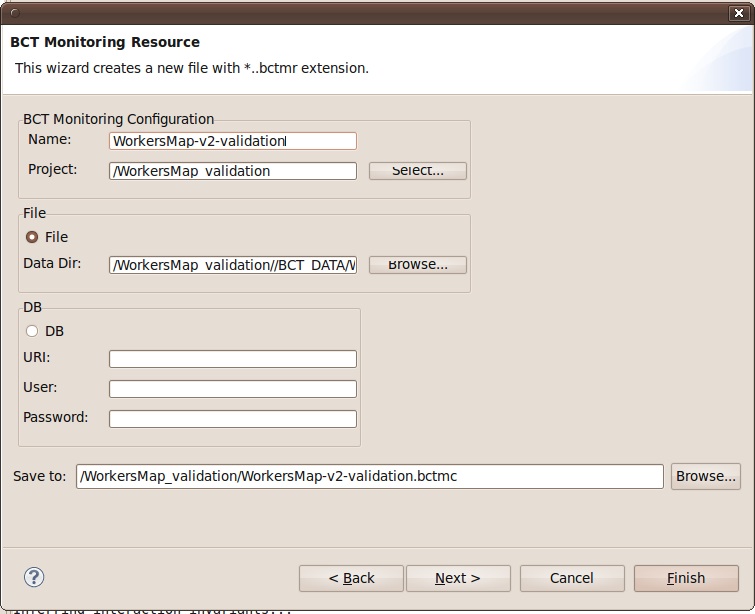 BCT Monitoring Resource
This wizard creates a new file with *..bctmr extension.
BCT Monitoring Configuration
Name: WorkersMap-v2-validation
Project: /WorkersMap_validation Select...
File
File
Data Dir: /WorkersMap_validation//BCT_DATA/W Browse...
DB
DB
URI:
User:
Password:
Save to: /WorkersMap_validation/WorkersMap-v2-validation.bctmc Browse...
? < Back Next > Cancel Finish
Inferring interaction invariants...